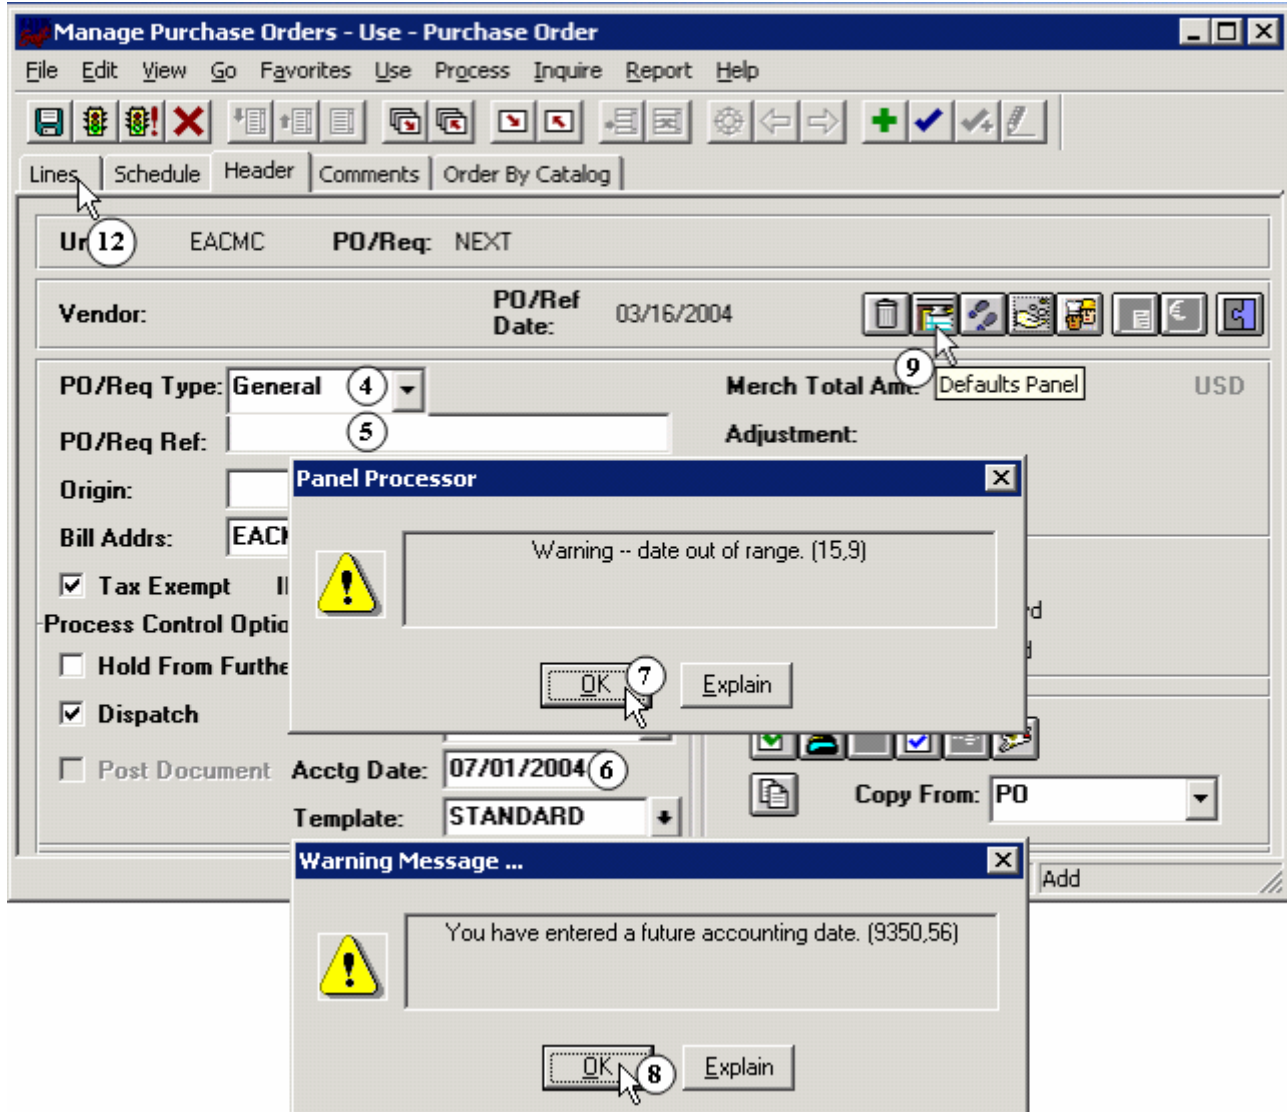 Manage Purchase Orders - Use - Purchase Order
File Edit View Go Favorites Use Process Inquire Report Help
Lines Schedule Header Comments Order By Catalog
12 EACMC PO/Req: NEXT
Vendor: PO/Ref Date: 03/16/2004
9
Defaults Panel
PO/Req Type: General 4 Merch Total Amt: USD
PO/Req Ref: 5 Adjustment:
Origin:
Bill Addrs:
Tax Exempt
Process Control
Hold From
Dispatch
Post Document Acctg Date: 07/01/2004 6
Template: STANDARD
Copy From: PO
Panel Processor
Warning -- date out of range. (15,9)
OK 7 Explain
Add
Warning Message ...
You have entered a future accounting date. (9350,56)
OK 8 Explain